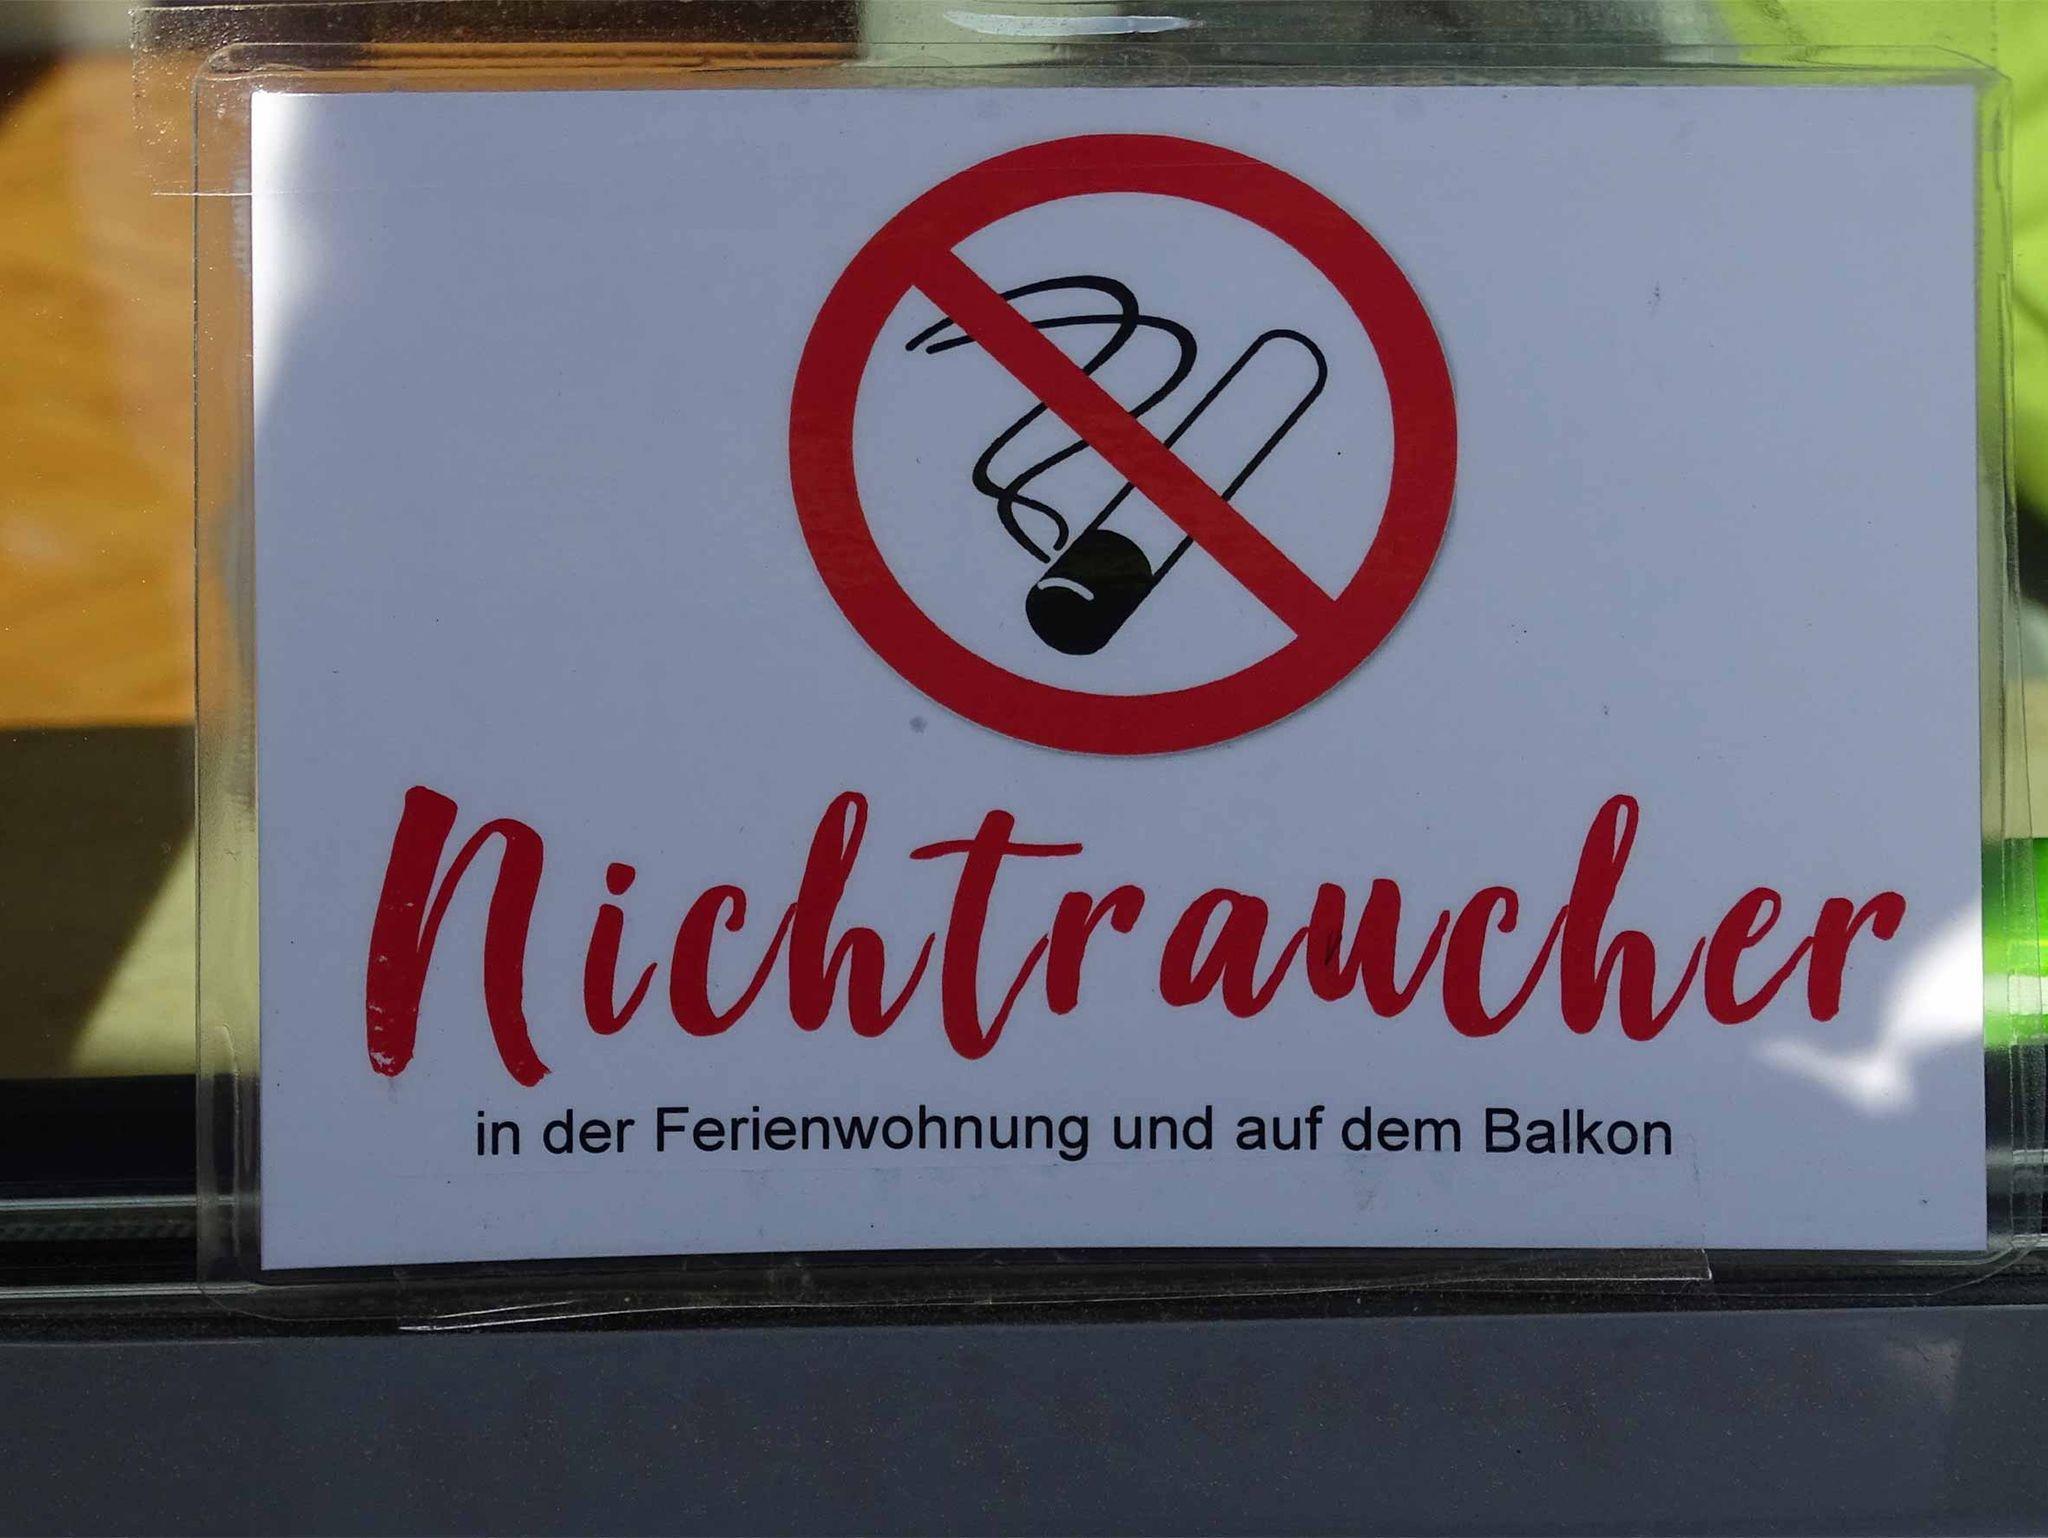 Nichtraucher
in der Ferienwohnung und auf dem Balkon